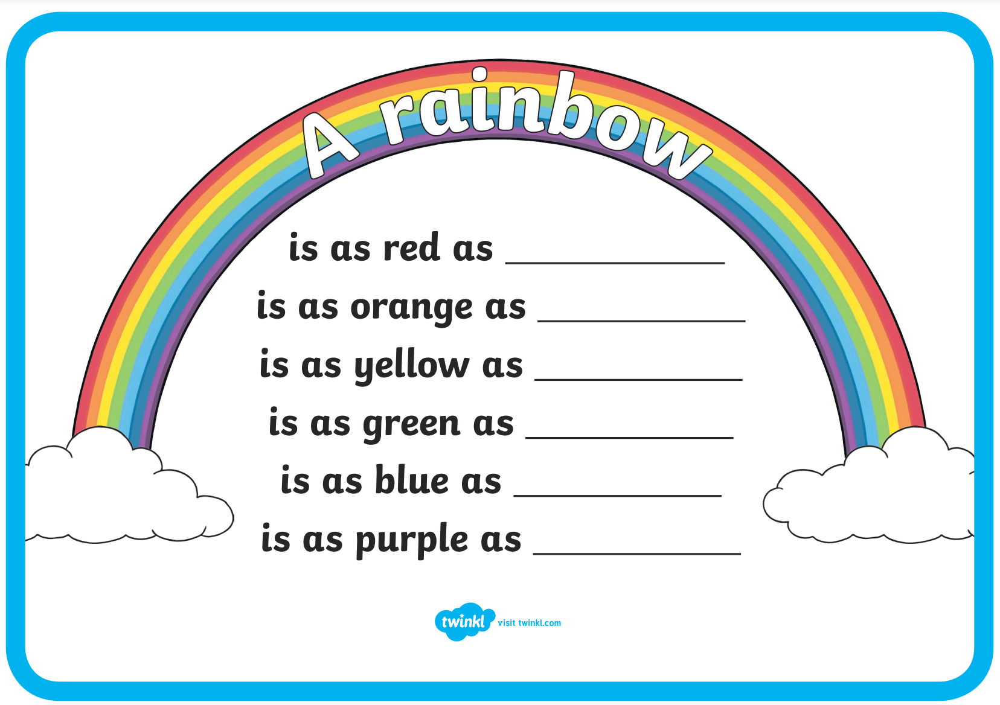 A rainbow
is as red as ____________
is as orange as ____________
is as yellow as ____________
is as green as ____________
is as blue as ____________
is as purple as ____________
twinkl visit twinkl.com